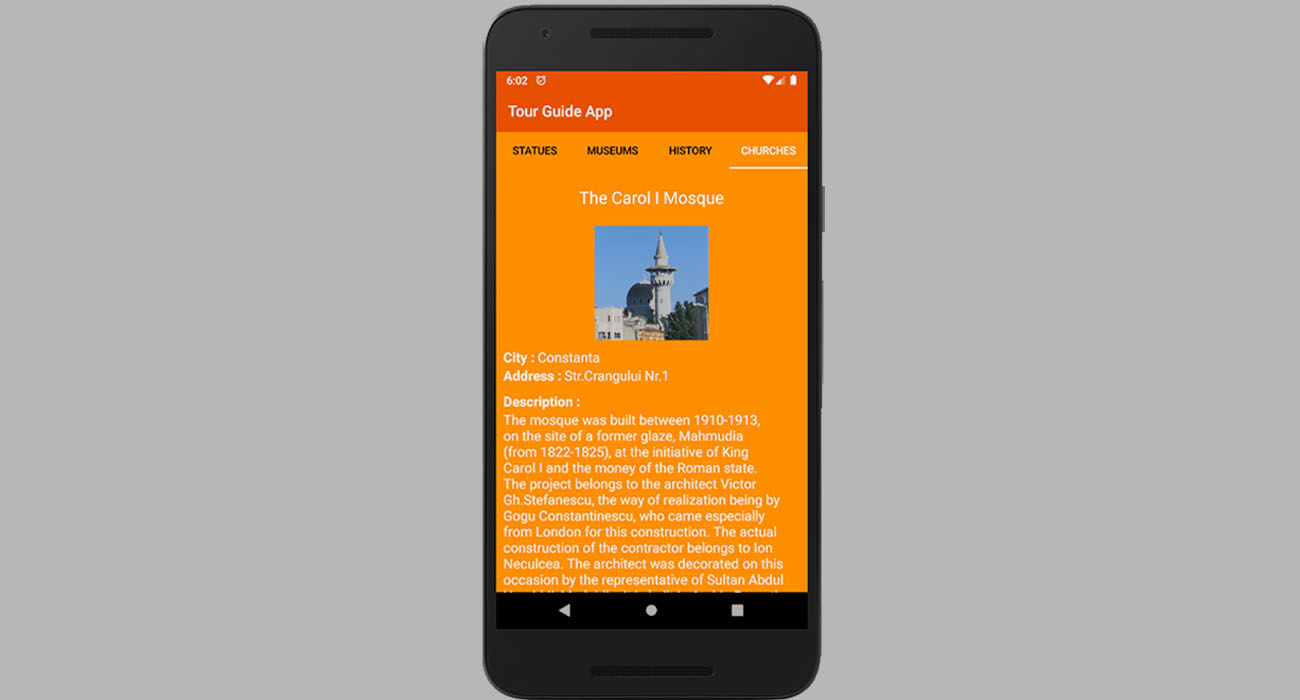 6:02
Tour Guide App
STATUES MUSEUMS HISTORY CHURCHES
The Carol I Mosque
City : Constanta
Address : Str.Crangului Nr.1
Description :
The mosque was built between 1910-1913,
on the site of a former glaze, Mahmudia
(from 1822-1825), at the initiative of King
Carol I and the money of the Roman state.
The project belongs to the architect Victor
Gh.Stefanescu, the way of realization being by
Gogu Constantinescu, who came especially
from London for this construction. The actual
construction of the contractor belongs to Ion
Neculcea. The architect was decorated on this
occasion by the representative of Sultan Abdul